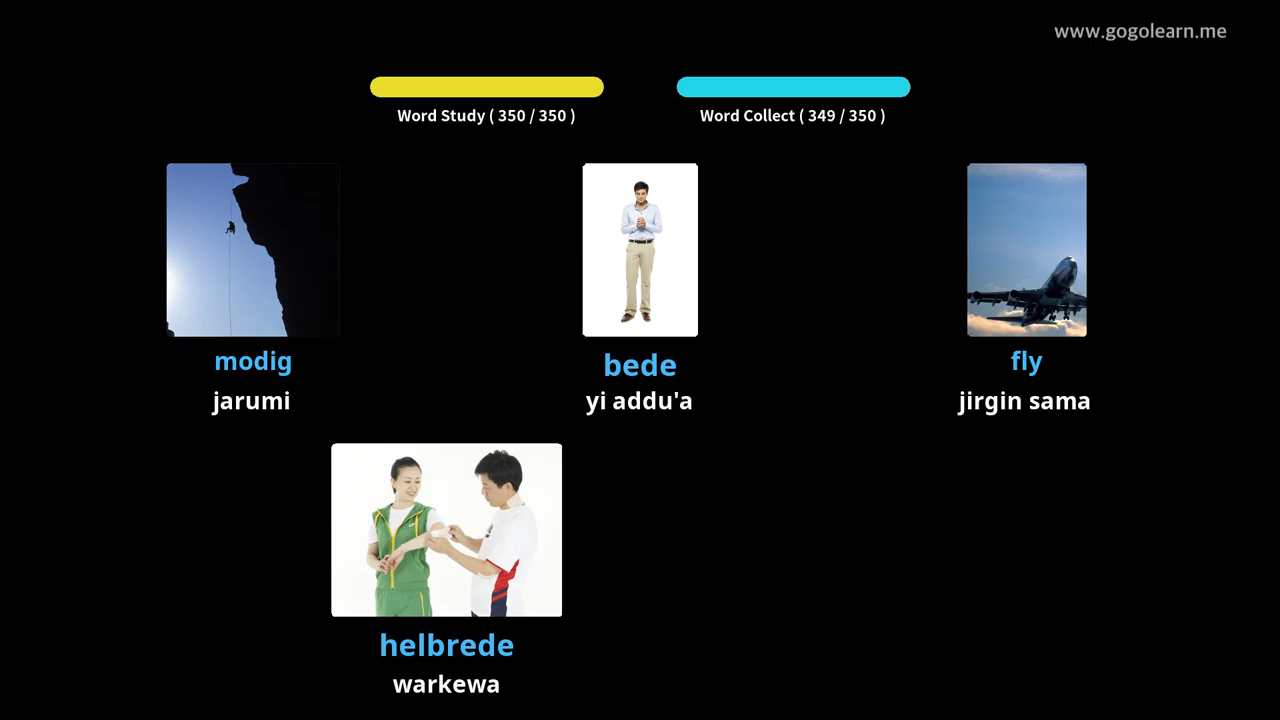 www.gogolearn.me
Word Study ( 350 / 350 )
Word Collect ( 349 / 350 )
modig
jarumi
bede
yi addu'a
fly
jirgin sama
helbrede
warkewa